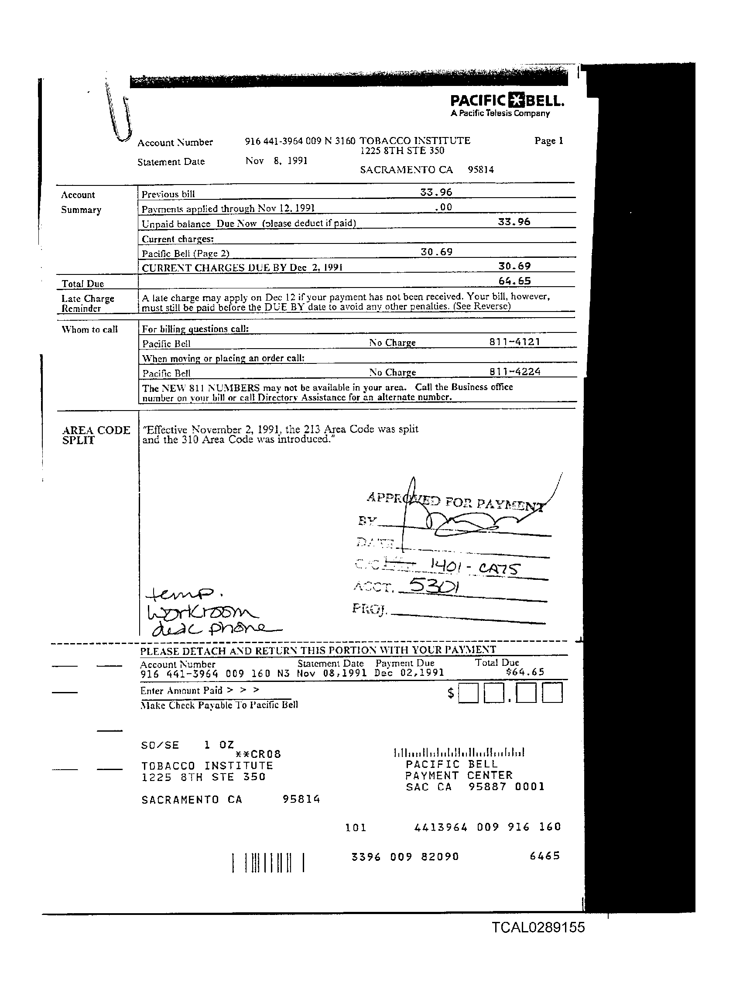 PACIFIC BELL.
A Pacific Telesis Company
Account Number 916 441-3964 009 N 3160 TOBACCO INSTITUTE Page 1
1225 8TH STE 350
Statement Date Nov 8, 1991
SACRAMENTO CA 95814
Account Previous bill 33.96
Summary Payments applied through Nov 12, 1991 .00
Unpaid balance Due Now (please deduct if paid) 33.96
Current charges:
Pacific Bell (Page 2) 30.69
CURRENT CHARGES DUE BY Dec 2, 1991 30.69
Total Due 64.65
Late Charge A late charge may apply on Dec 12 if your payment has not been received. Your bill, however,
Reminder must still be paid before the DUE BY date to avoid any other penalties. (See Reverse)
Whom to call For billing questions call:
Pacific Bell No Charge 811-4121
When moving or placing an order call:
Pacific Bell No Charge 811-4224
The NEW 811 NUMBERS may not be available in your area. Call the Business office
number on your bill or call Directory Assistance for an alternate number.
AREA CODE "Effective November 2, 1991, the 213 Area Code was split
SPLIT and the 310 Area Code was introduced."
APPROVED FOR PAYMENT
BY
DATE
1401 - CA75
ACCT. 5301
PROJ.
temp.
workroom
desc phone
PLEASE DETACH AND RETURN THIS PORTION WITH YOUR PAYMENT
Account Number Statement Date Payment Due Total Due
916 441-3964 009 160 N3 Nov 08,1991 Dec 02,1991 $64.65
Enter Amount Paid > > > $ .
Make Check Payable To Pacific Bell
SO/SE 1 OZ
**CR08
TOBACCO INSTITUTE PACIFIC BELL
1225 8TH STE 350 PAYMENT CENTER
SAC CA 95887 0001
SACRAMENTO CA 95814
101 4413964 009 916 160
3396 009 82090 6465
TCAL0289155